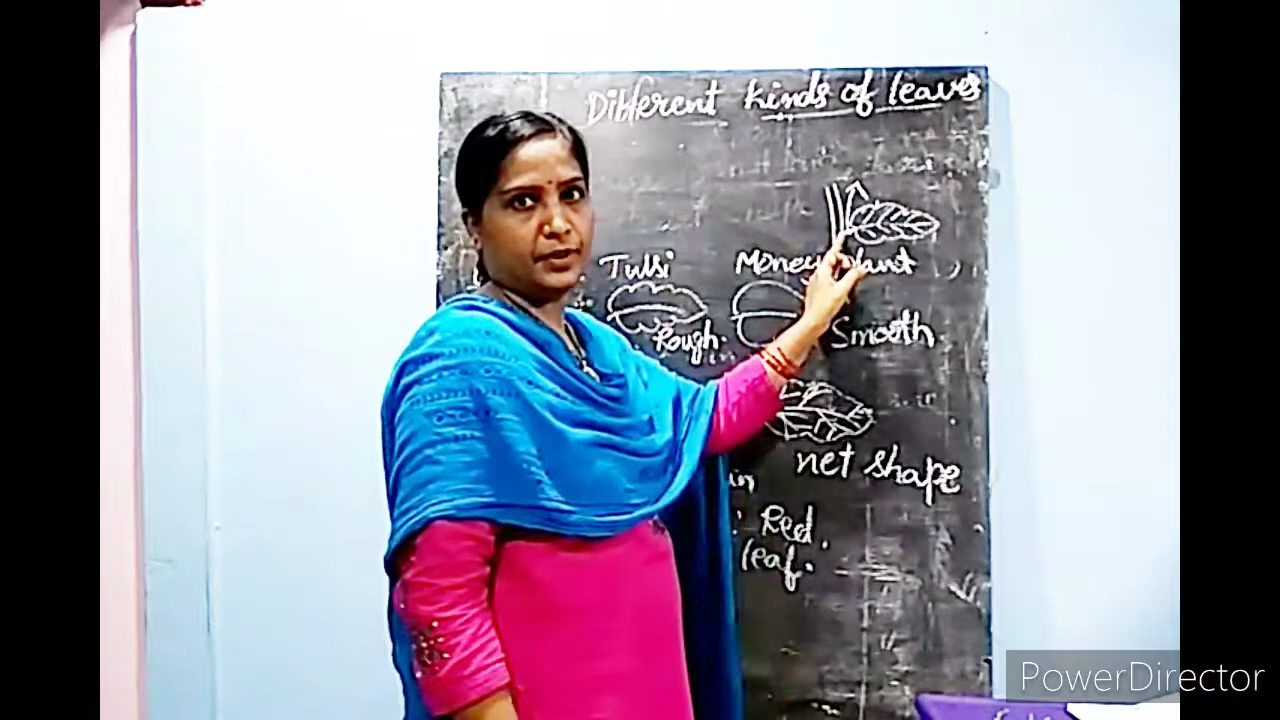 Different kinds of leaves
Tulsi Money plant
Rough. Smooth.
net shape
Red.
leaf.
PowerDirector